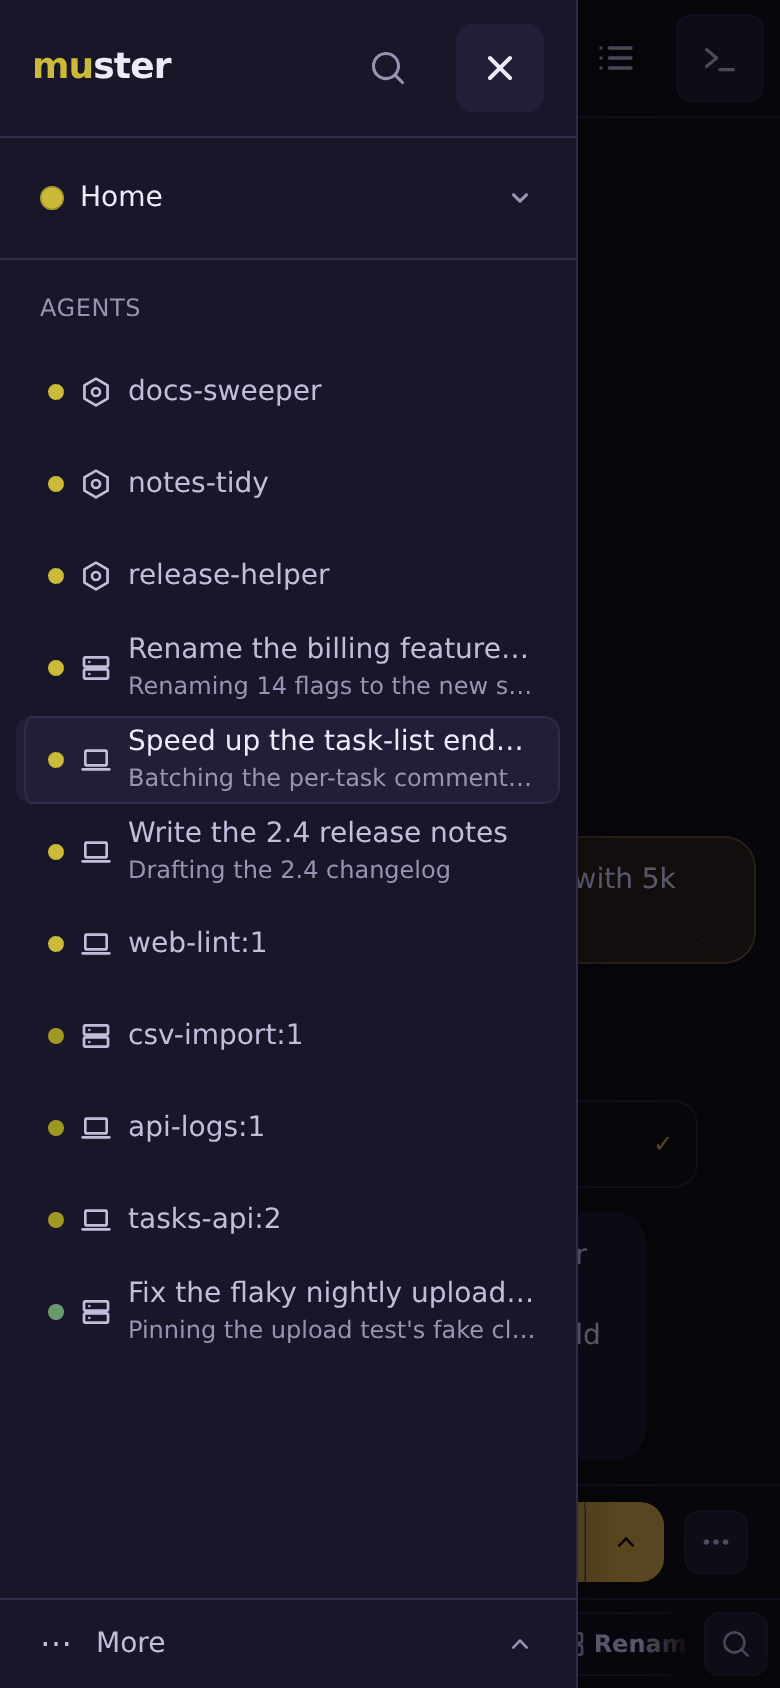 muster
Home
AGENTS
docs-sweeper
notes-tidy
release-helper
Rename the billing feature…
Renaming 14 flags to the new s…
Speed up the task-list end…
Batching the per-task comment…
Write the 2.4 release notes
Drafting the 2.4 changelog
with 5k
web-lint:1
csv-import:1
api-logs:1
✓
tasks-api:2
r
Fix the flaky nightly upload…
Pinning the upload test's fake cl…
ld
More
Renam